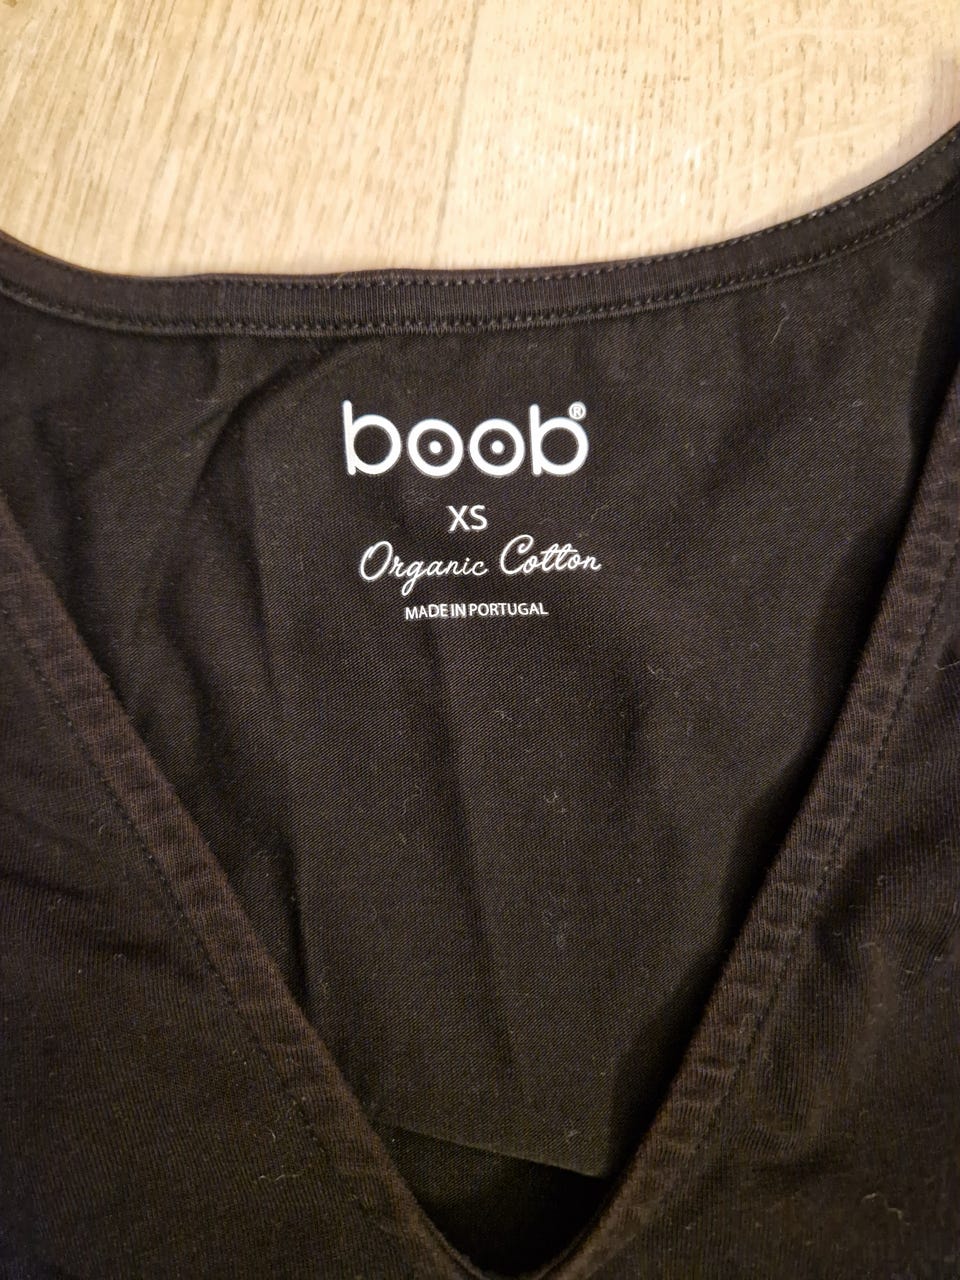 boob®
XS
Organic Cotton
MADE IN PORTUGAL